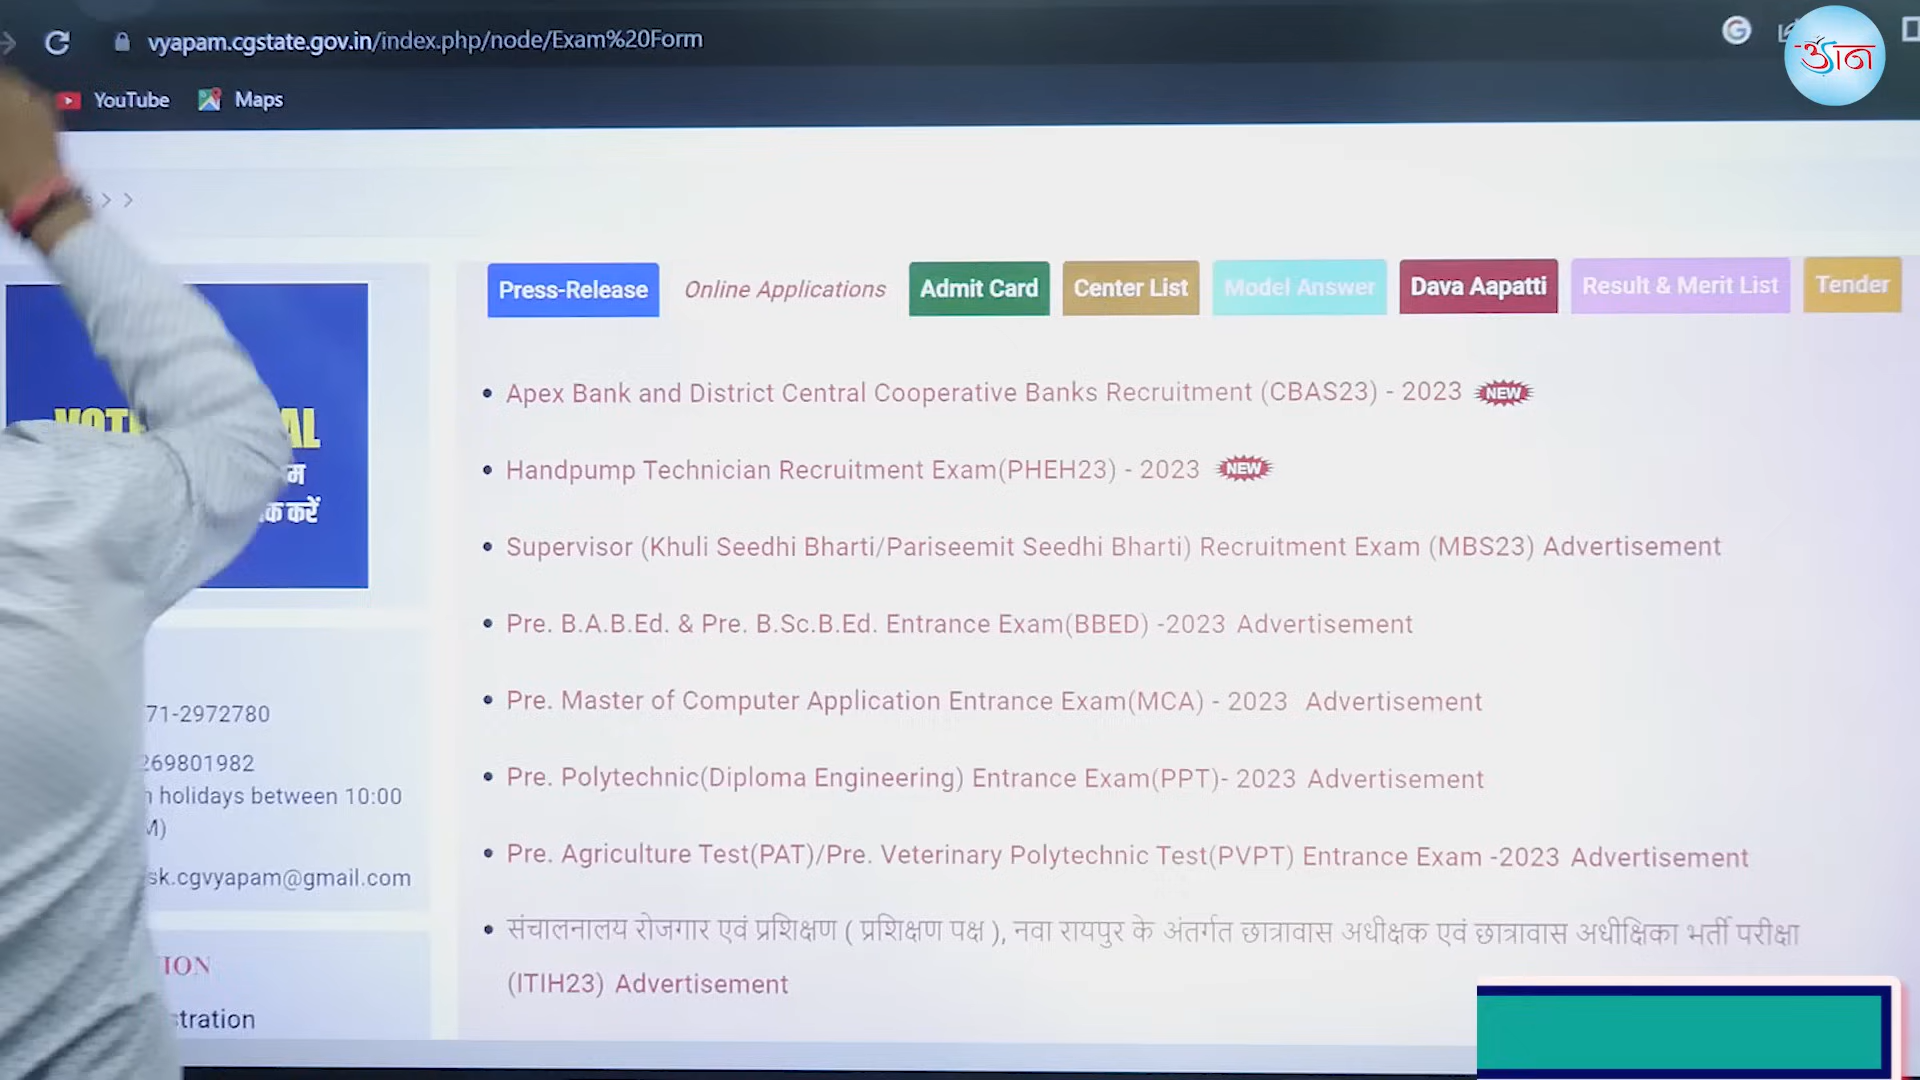 vyapam.cgstate.gov.in/index.php/node/Exam%20Form
उड़ान
YouTube
Maps
Press-Release
Online Applications
Admit Card
Center List
Model Answer
Dava Aapatti
Result & Merit List
Tender
Apex Bank and District Central Cooperative Banks Recruitment (CBAS23) - 2023 NEW
Handpump Technician Recruitment Exam(PHEH23) - 2023 NEW
Supervisor (Khuli Seedhi Bharti/Pariseemit Seedhi Bharti) Recruitment Exam (MBS23) Advertisement
Pre. B.A.B.Ed. & Pre. B.Sc.B.Ed. Entrance Exam(BBED) -2023 Advertisement
Pre. Master of Computer Application Entrance Exam(MCA) - 2023 Advertisement
Pre. Polytechnic(Diploma Engineering) Entrance Exam(PPT)- 2023 Advertisement
Pre. Agriculture Test(PAT)/Pre. Veterinary Polytechnic Test(PVPT) Entrance Exam -2023 Advertisement
संचालनालय रोजगार एवं प्रशिक्षण ( प्रशिक्षण पक्ष ), नवा रायपुर के अंतर्गत छात्रावास अधीक्षक एवं छात्रावास अधीक्षिका भर्ती परीक्षा
(ITIH23) Advertisement
करें
71-2972780
269801982
holidays between 10:00
M)
sk.cgvyapam@gmail.com
TION
stration